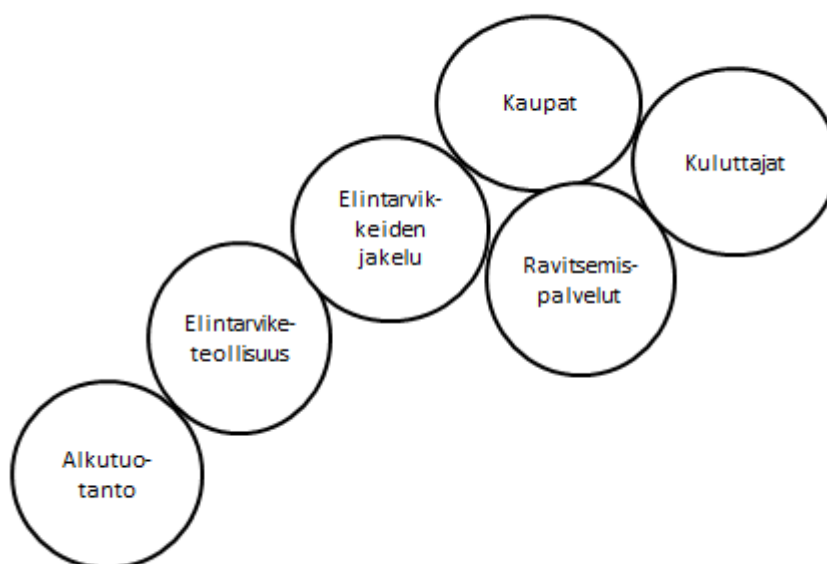 Kaupat
Kuluttajat
Elintarvik-
keiden
jakelu
Ravitsemis-
palvelut
Elintarvike-
teollisuus
Alkutuo-
tanto